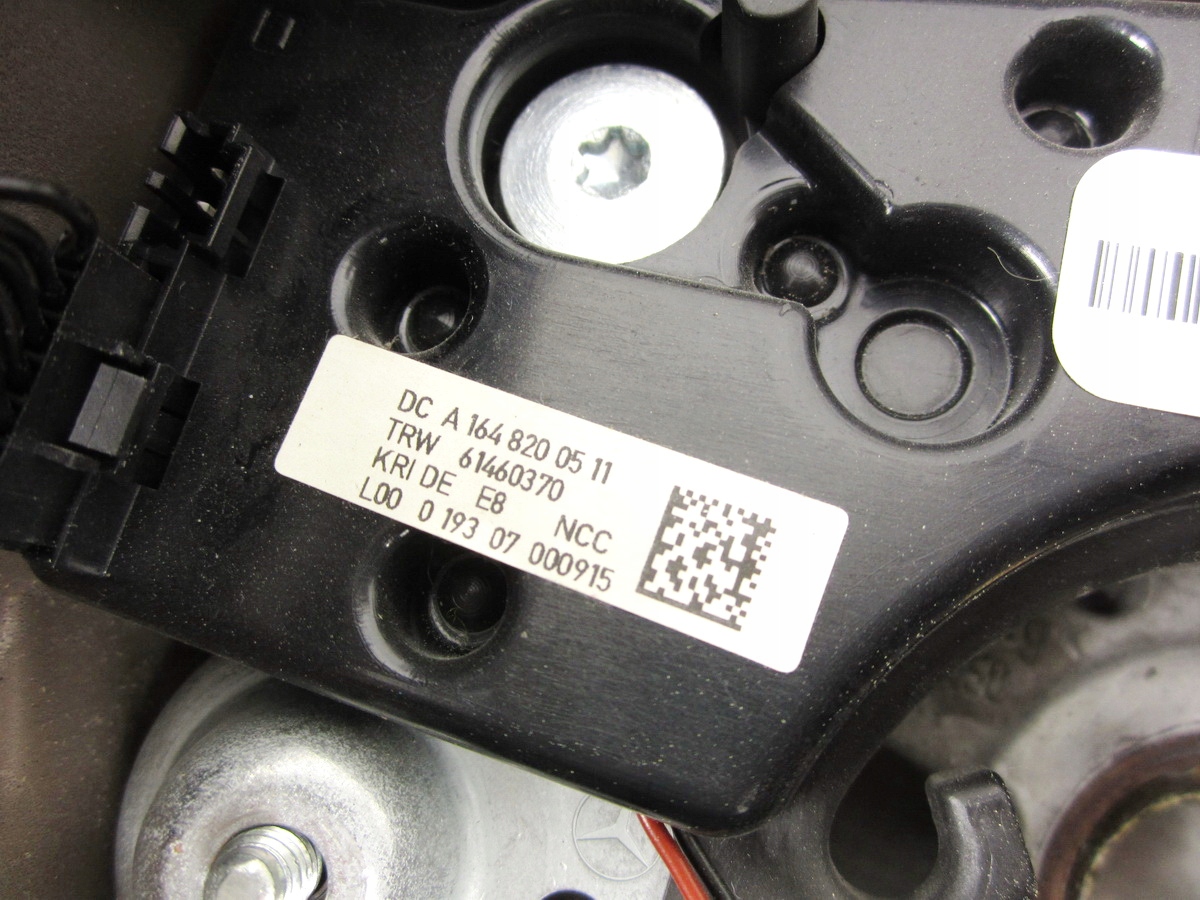 DC A 164 820 05 11
TRW 61460370
KRI DE E8 NCC
L00 0 193 07 000915